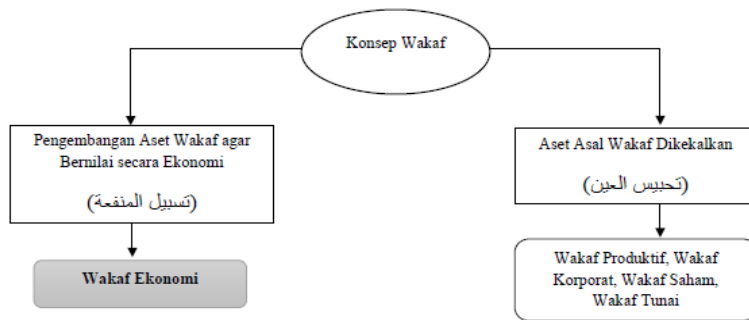 Konsep Wakaf
Pengembangan Aset Wakaf agar
Bernilai secara Ekonomi
(تسبيل المنفعة)
Aset Asal Wakaf Dikekalkan
(تحبيس العين)
Wakaf Ekonomi
Wakaf Produktif, Wakaf
Korporat, Wakaf Saham,
Wakaf Tunai